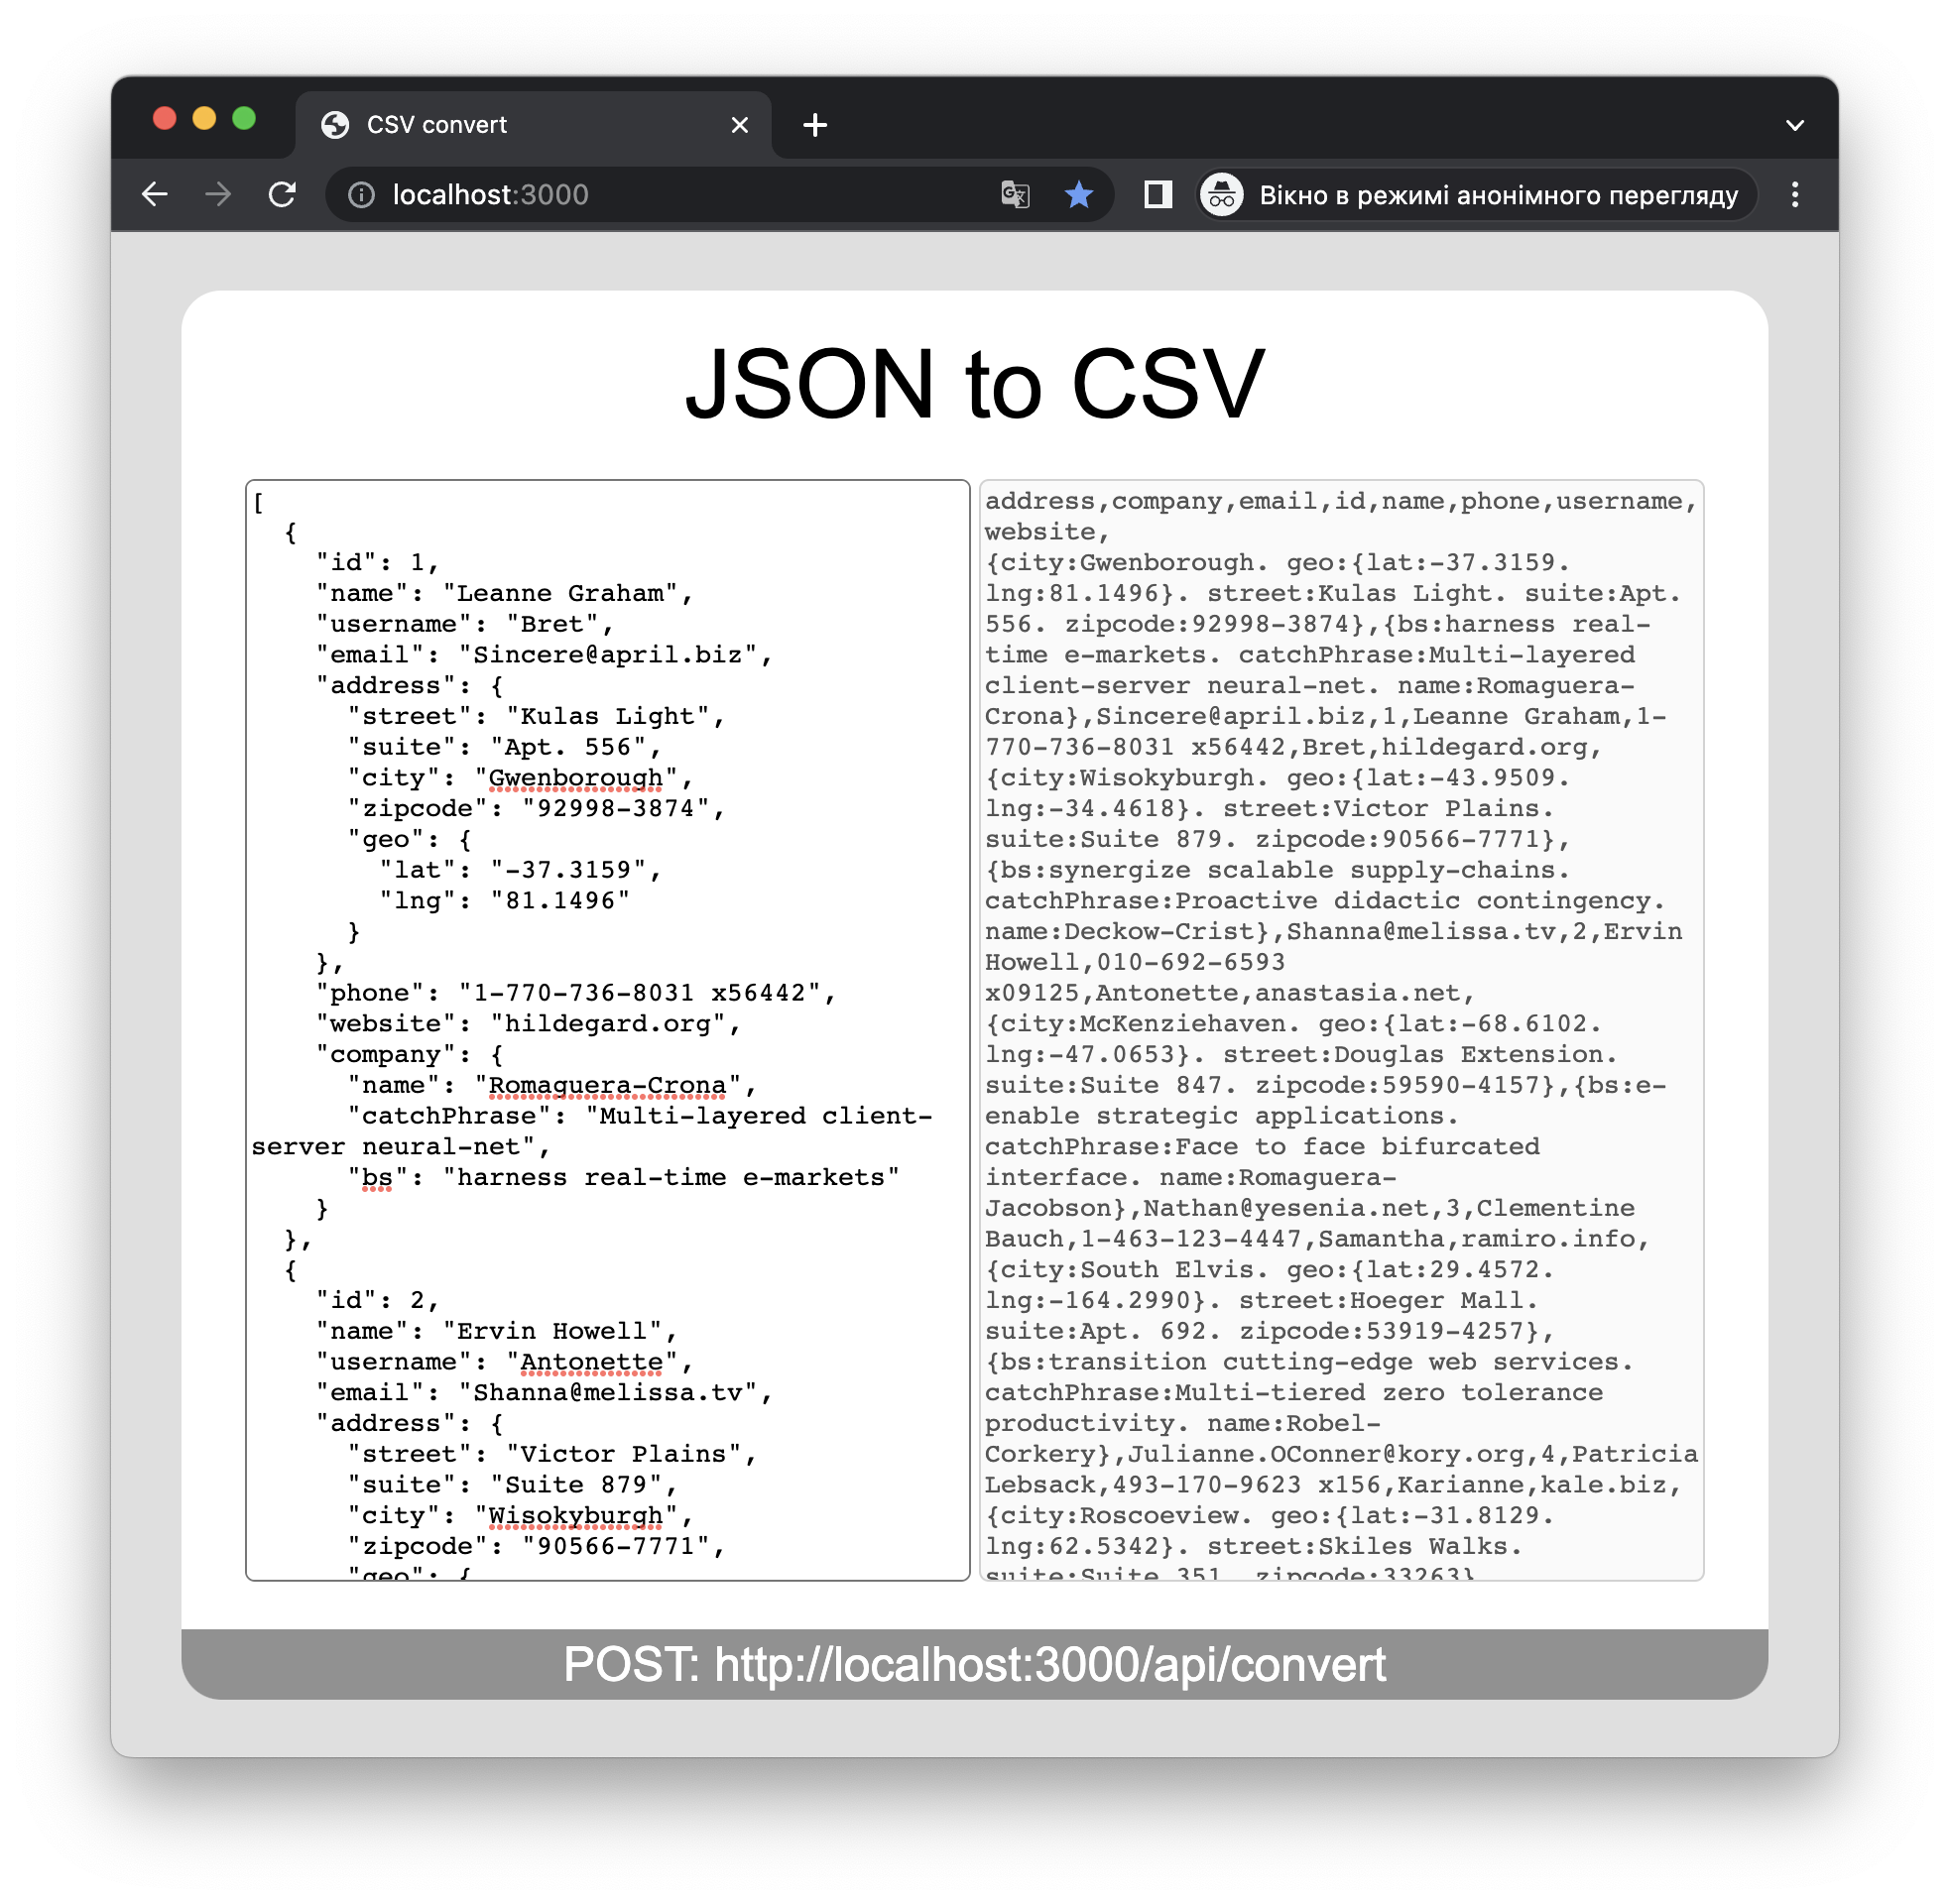 CSV convert
localhost:3000
Вікно в режимі анонімного перегляду
JSON to CSV
[
  {
    "id": 1,
    "name": "Leanne Graham",
    "username": "Bret",
    "email": "Sincere@april.biz",
    "address": {
      "street": "Kulas Light",
      "suite": "Apt. 556",
      "city": "Gwenborough",
      "zipcode": "92998-3874",
      "geo": {
        "lat": "-37.3159",
        "lng": "81.1496"
      }
    },
    "phone": "1-770-736-8031 x56442",
    "website": "hildegard.org",
    "company": {
      "name": "Romaguera-Crona",
      "catchPhrase": "Multi-layered client-
server neural-net",
      "bs": "harness real-time e-markets"
    }
  },
  {
    "id": 2,
    "name": "Ervin Howell",
    "username": "Antonette",
    "email": "Shanna@melissa.tv",
    "address": {
      "street": "Victor Plains",
      "suite": "Suite 879",
      "city": "Wisokyburgh",
      "zipcode": "90566-7771",
      "geo": {
address,company,email,id,name,phone,username,
website,
{city:Gwenborough. geo:{lat:-37.3159.
lng:81.1496}. street:Kulas Light. suite:Apt.
556. zipcode:92998-3874},{bs:harness real-
time e-markets. catchPhrase:Multi-layered
client-server neural-net. name:Romaguera-
Crona},Sincere@april.biz,1,Leanne Graham,1-
770-736-8031 x56442,Bret,hildegard.org,
{city:Wisokyburgh. geo:{lat:-43.9509.
lng:-34.4618}. street:Victor Plains.
suite:Suite 879. zipcode:90566-7771},
{bs:synergize scalable supply-chains.
catchPhrase:Proactive didactic contingency.
name:Deckow-Crist},Shanna@melissa.tv,2,Ervin
Howell,010-692-6593
x09125,Antonette,anastasia.net,
{city:McKenziehaven. geo:{lat:-68.6102.
lng:-47.0653}. street:Douglas Extension.
suite:Suite 847. zipcode:59590-4157},{bs:e-
enable strategic applications.
catchPhrase:Face to face bifurcated
interface. name:Romaguera-
Jacobson},Nathan@yesenia.net,3,Clementine
Bauch,1-463-123-4447,Samantha,ramiro.info,
{city:South Elvis. geo:{lat:29.4572.
lng:-164.2990}. street:Hoeger Mall.
suite:Apt. 692. zipcode:53919-4257},
{bs:transition cutting-edge web services.
catchPhrase:Multi-tiered zero tolerance
productivity. name:Robel-
Corkery},Julianne.OConner@kory.org,4,Patricia
Lebsack,493-170-9623 x156,Karianne,kale.biz,
{city:Roscoeview. geo:{lat:-31.8129.
lng:62.5342}. street:Skiles Walks.
suite:Suite 351. zipcode:33263}
POST: http://localhost:3000/api/convert